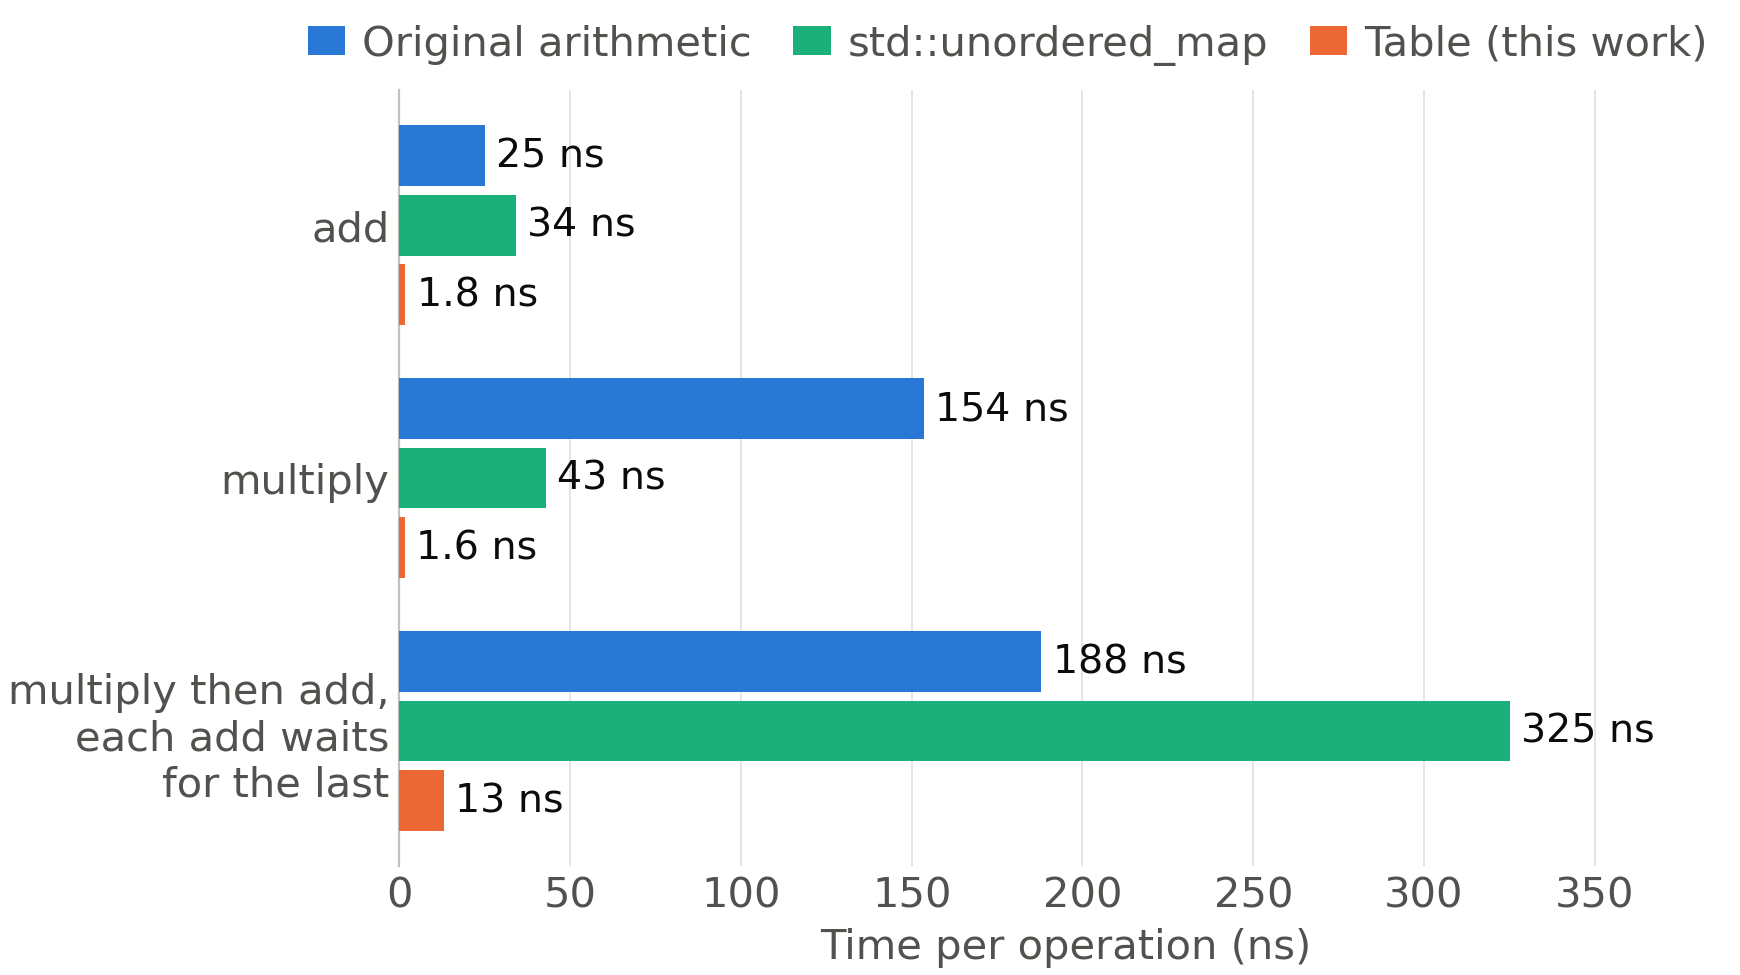 Original arithmetic std::unordered_map Table (this work)
25 ns
34 ns
add
1.8 ns
154 ns
43 ns
multiply
1.6 ns
188 ns
multiply then add,
each add waits
for the last
325 ns
13 ns
0 50 100 150 200 250 300 350
Time per operation (ns)